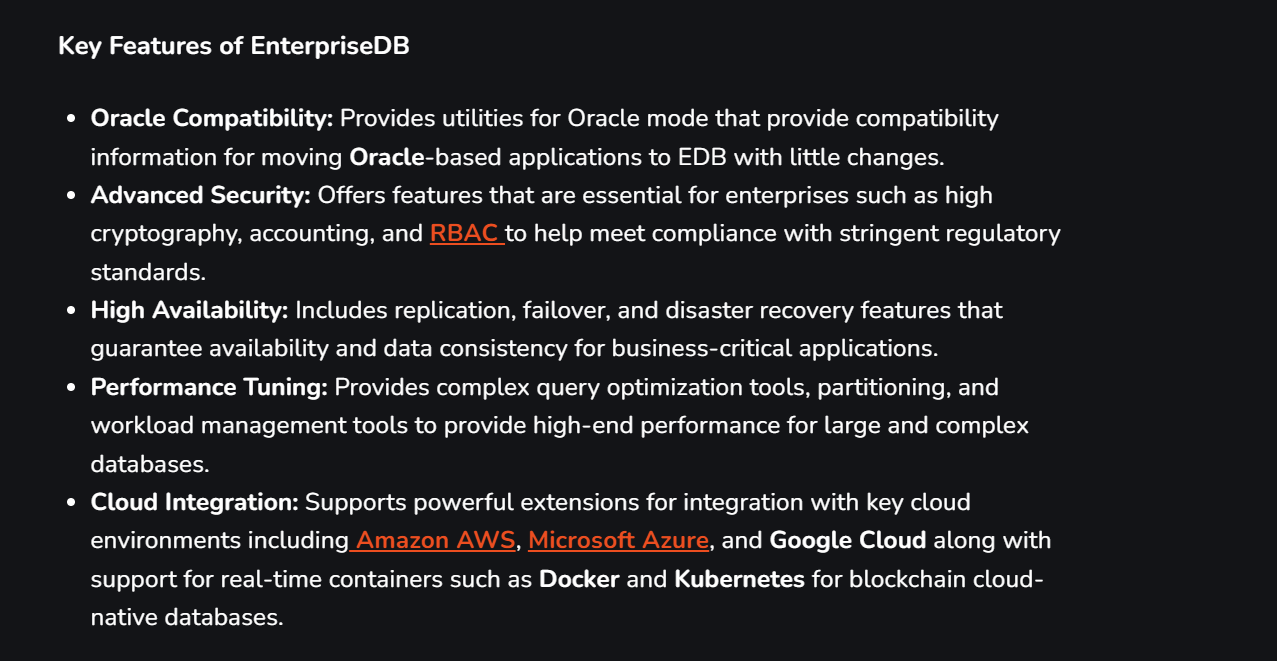 Key Features of EnterpriseDB
• Oracle Compatibility: Provides utilities for Oracle mode that provide compatibility
information for moving Oracle-based applications to EDB with little changes.
• Advanced Security: Offers features that are essential for enterprises such as high
cryptography, accounting, and RBAC to help meet compliance with stringent regulatory
standards.
• High Availability: Includes replication, failover, and disaster recovery features that
guarantee availability and data consistency for business-critical applications.
• Performance Tuning: Provides complex query optimization tools, partitioning, and
workload management tools to provide high-end performance for large and complex
databases.
• Cloud Integration: Supports powerful extensions for integration with key cloud
environments including Amazon AWS, Microsoft Azure, and Google Cloud along with
support for real-time containers such as Docker and Kubernetes for blockchain cloud-
native databases.